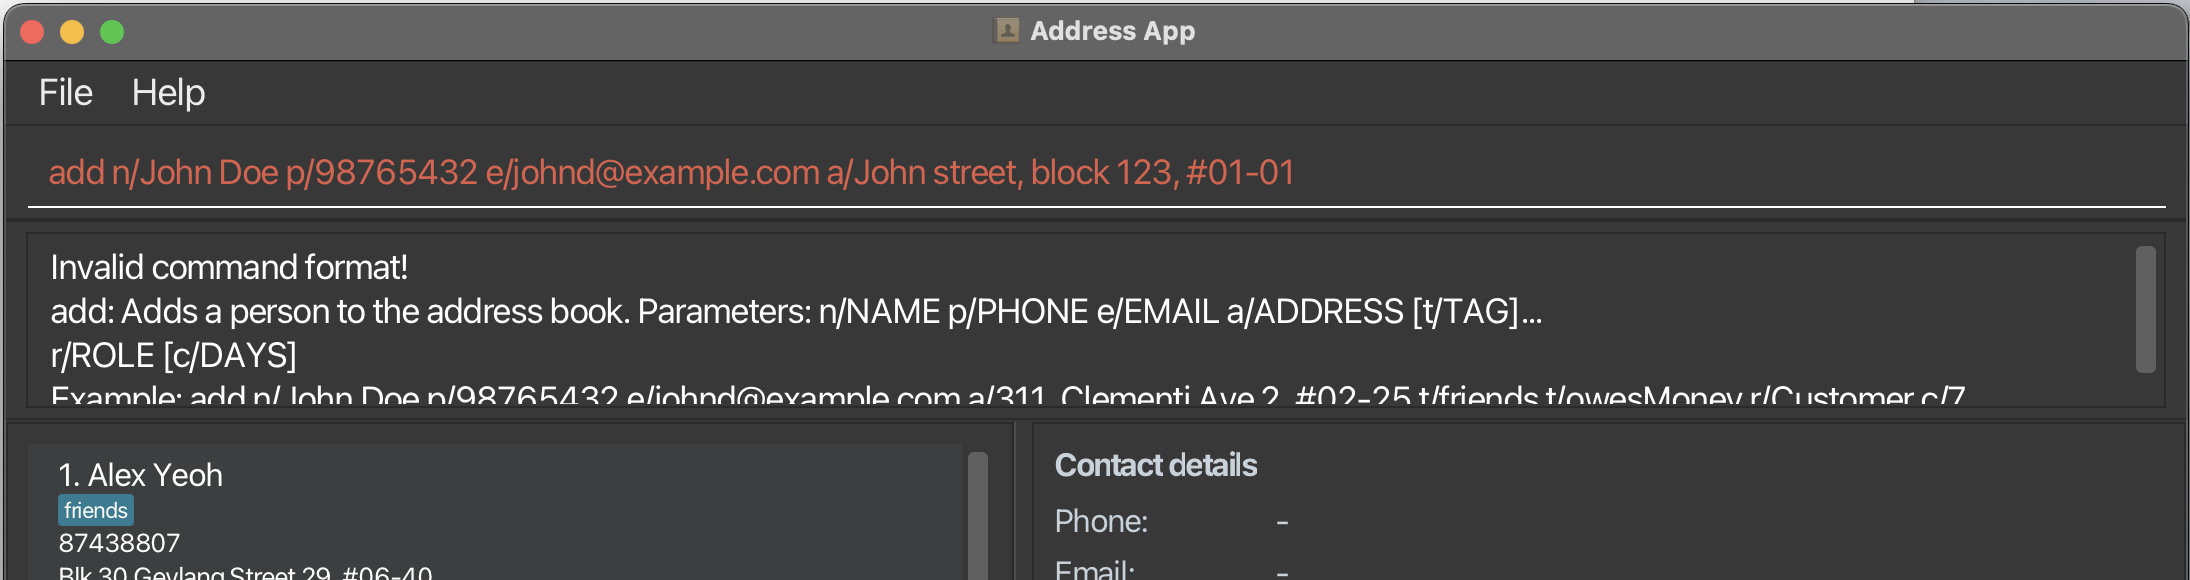 Address App
File Help
add n/John Doe p/98765432 e/johnd@example.com a/John street, block 123, #01-01
Invalid command format!
add: Adds a person to the address book. Parameters: n/NAME p/PHONE e/EMAIL a/ADDRESS [t/TAG]...
r/ROLE [c/DAYS]
Example: add n/John Doe p/98765432 e/johnd@example.com a/311, Clementi Ave 2, #02-25 t/friends t/owesMoney r/Customer c/7
1. Alex Yeoh
friends
87438807
Blk 30 Geylang Street 29, #06-40
Contact details
Phone: -
Email: -